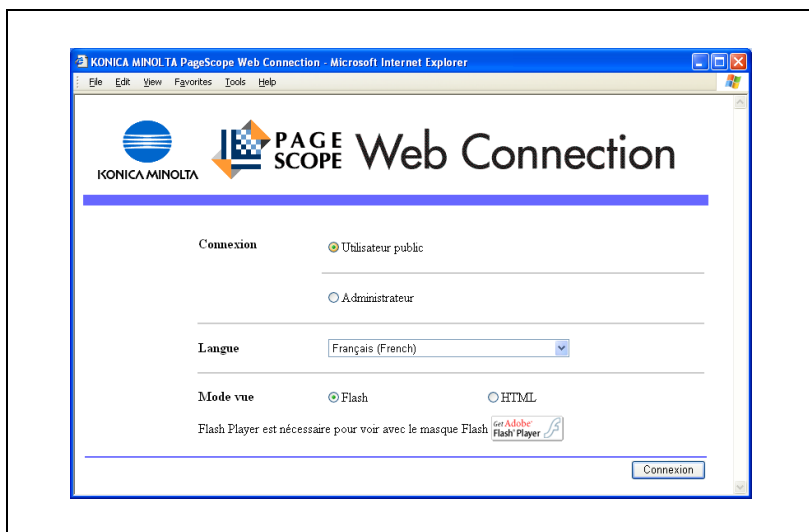 KONICA MINOLTA PageScope Web Connection - Microsoft Internet Explorer
File Edit View Favorites Tools Help
KONICA MINOLTA
PAGE SCOPE Web Connection
Connexion
Utilisateur public
Administrateur
Langue
Français (French)
Mode vue
Flash
HTML
Flash Player est nécessaire pour voir avec le masque Flash
Get Adobe®
Flash® Player
Connexion